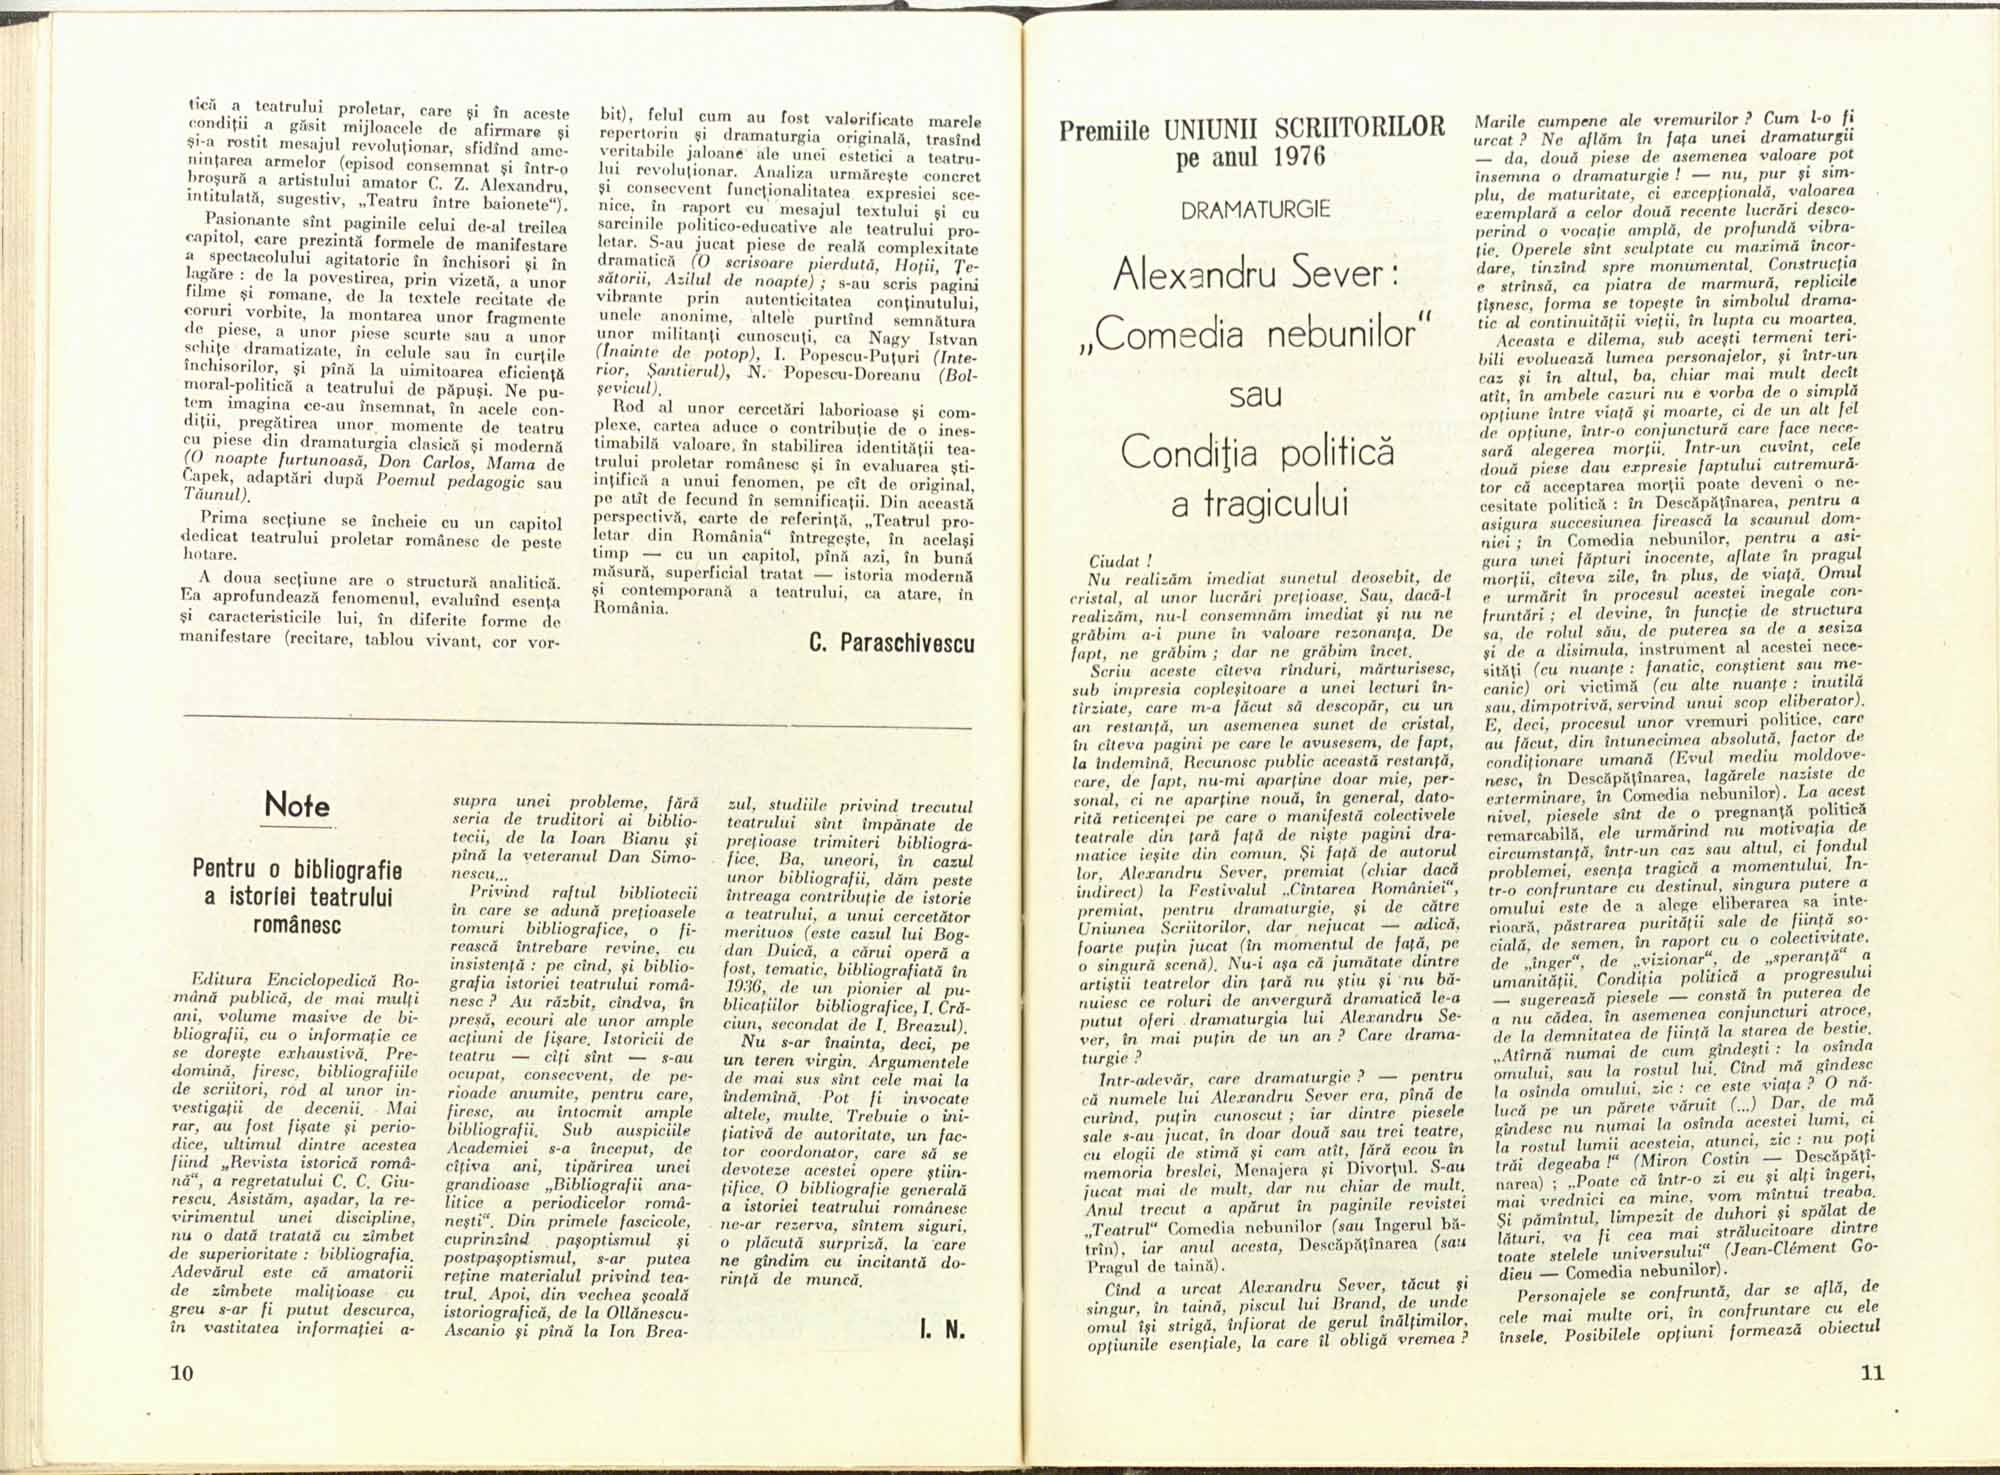 tică a teatrului proletar, care și în aceste
condiții a găsit mijloacele de afirmare și
și-a rostit mesajul revoluționar, sfidînd ame-
nințarea armelor (episod consemnat și într-o
broșură a artistului amator C. Z. Alexandru,
intitulată, sugestiv, „Teatru între baionete“).
Pasionante sînt paginile celui de-al treilea
capitol, care prezintă formele de manifestare
a spectacolului agitatoric în închisori și în
lagăre : de la povestirea, prin vizetă, a unor
filme și romane, de la textele recitate de
coruri vorbite, la montarea unor fragmente
de piese, a unor piese scurte sau a unor
schițe dramatizate, în celule sau în curțile
închisorilor, și pînă la uimitoarea eficiență
moral-politică a teatrului de păpuși. Ne pu-
tem imagina ce-au însemnat, în acele con-
diții, pregătirea unor momente de teatru
cu piese din dramaturgia clasică și modernă
(O noapte furtunoasă, Don Carlos, Mama de
Čapek, adaptări după Poemul pedagogic sau
Tăunul).
Prima secțiune se încheie cu un capitol
dedicat teatrului proletar românesc de peste
hotare.
A doua secțiune are o structură analitică.
Ea aprofundează fenomenul, evaluînd esența
și caracteristicile lui, în diferite forme de
manifestare (recitare, tablou vivant, cor vor-
bit), felul cum au fost valorificate marele
repertoriu și dramaturgia originală, trasînd
veritabile jaloane ale unei estetici a teatru-
lui revoluționar. Analiza urmărește concret
și consecvent funcționalitatea expresiei sce-
nice, în raport cu mesajul textului și cu
sarcinile politico-educative ale teatrului pro-
letar. S-au jucat piese de reală complexitate
dramatică (O scrisoare pierdută, Hoții, Țe-
sătorii, Azilul de noapte) ; s-au scris pagini
vibrante prin autenticitatea conținutului,
unele anonime, altele purtînd semnătura
unor militanți cunoscuți, ca Nagy Istvan
(Inainte de potop), I. Popescu-Puțuri (Inte-
rior, Șantierul), N. Popescu-Doreanu (Bol-
șevicul).
Rod al unor cercetări laborioase și com-
plexe, cartea aduce o contribuție de o ines-
timabilă valoare, în stabilirea identității tea-
trului proletar românesc și în evaluarea ști-
ințifică a unui fenomen, pe cît de original,
pe atît de fecund în semnificații. Din această
perspectivă, carte de referință, „Teatrul pro-
letar din România“ întregește, în același
timp — cu un capitol, pînă azi, în bună
măsură, superficial tratat — istoria modernă
și contemporană a teatrului, ca atare, în
România.
C. Paraschivescu
Note
Pentru o bibliografie
a istoriei teatrului
românesc
Editura Enciclopedică Ro-
mână publică, de mai mulți
ani, volume masive de bi-
bliografii, cu o informație ce
se dorește exhaustivă. Pre-
domină, firesc, bibliografiile
de scriitori, rod al unor in-
vestigații de decenii. Mai
rar, au fost fișate și perio-
dice, ultimul dintre acestea
fiind „Revista istorică româ-
nă“, a regretatului C. C. Giu-
rescu. Asistăm, așadar, la re-
virimentul unei discipline,
nu o dată tratată cu zîmbet
de superioritate : bibliografia.
Adevărul este că amatorii
de zîmbete malițioase cu
greu s-ar fi putut descurca,
în vastitatea informației a-
supra unei probleme, fără
seria de truditori ai biblio-
tecii, de la Ioan Bianu și
pînă la veteranul Dan Simo-
nescu...
Privind raftul bibliotecii
în care se adună prețioasele
tomuri bibliografice, o fi-
rească întrebare revine, cu
insistență : pe cînd, și biblio-
grafia istoriei teatrului româ-
nesc ? Au răzbit, cîndva, în
presă, ecouri ale unor ample
acțiuni de fișare. Istoricii de
teatru — cîți sînt — s-au
ocupat, consecvent, de pe-
rioade anumite, pentru care,
firesc, au întocmit ample
bibliografii. Sub auspiciile
Academiei s-a început, de
cîțiva ani, tipărirea unei
grandioase „Bibliografii ana-
litice a periodicelor româ-
nești“. Din primele fascicole,
cuprinzînd pașoptismul și
postpașoptismul, s-ar putea
reține materialul privind tea-
trul. Apoi, din vechea școală
istoriografică, de la Ollănescu-
Ascanio și pînă la Ion Brea-
zul, studiile privind trecutul
teatrului sînt împănate de
prețioase trimiteri bibliogra-
fice. Ba, uneori, în cazul
unor bibliografii, dăm peste
întreaga contribuție de istorie
a teatrului, a unui cercetător
merituos (este cazul lui Bog-
dan Duică, a cărui operă a
fost, tematic, bibliografiată în
1936, de un pionier al pu-
blicațiilor bibliografice, I. Cră-
ciun, secondat de I. Breazul).
Nu s-ar înainta, deci, pe
un teren virgin. Argumentele
de mai sus sînt cele mai la
îndemînă. Pot fi invocate
altele, multe. Trebuie o ini-
țiativă de autoritate, un fac-
tor coordonator, care să se
devoteze acestei opere știin-
țifice. O bibliografie generală
a istoriei teatrului românesc
ne-ar rezerva, sîntem siguri,
o plăcută surpriză, la care
ne gîndim cu incitantă do-
rință de muncă.
I. N.
10
Premiile UNIUNII SCRIITORILOR
pe anul 1976
DRAMATURGIE
Alexandru Sever :
„Comedia nebunilor“
sau
Condiția politică
a tragicului
Ciudat !
Nu realizăm imediat sunetul deosebit, de
cristal, al unor lucrări prețioase. Sau, dacă-l
realizăm, nu-l consemnăm imediat și nu ne
grăbim a-i pune în valoare rezonanța. De
fapt, ne grăbim ; dar ne grăbim încet.
Scriu aceste cîteva rînduri, mărturisesc,
sub impresia copleșitoare a unei lecturi în-
tîrziate, care m-a făcut să descopăr, cu un
an restanță, un asemenea sunet de cristal,
în cîteva pagini pe care le avusesem, de fapt,
la îndemînă. Recunosc public această restanță,
care, de fapt, nu-mi aparține doar mie, per-
sonal, ci ne aparține nouă, în general, dato-
rită reticenței pe care o manifestă colectivele
teatrale din țară față de niște pagini dra-
matice ieșite din comun. Și față de autorul
lor, Alexandru Sever, premiat (chiar dacă
indirect) la Festivalul „Cîntarea României“,
premiat, pentru dramaturgie, și de către
Uniunea Scriitorilor, dar nejucat — adică,
foarte puțin jucat (în momentul de față, pe
o singură scenă). Nu-i așa că jumătate dintre
artiștii teatrelor din țară nu știu și nu bă-
nuiesc ce roluri de anvergură dramatică le-a
putut oferi dramaturgia lui Alexandru Se-
ver, în mai puțin de un an ? Care drama-
turgie ?
Intr-adevăr, care dramaturgie ? — pentru
că numele lui Alexandru Sever era, pînă de
curînd, puțin cunoscut ; iar dintre piesele
sale s-au jucat, în doar două sau trei teatre,
cu elogii de stimă și cam atît, fără ecou în
memoria breslei, Menajera și Divorțul. S-au
jucat mai de mult, dar nu chiar de mult.
Anul trecut a apărut în paginile revistei
„Teatrul“ Comedia nebunilor (sau Ingerul bă-
trîn), iar anul acesta, Descăpățînarea (sau
Pragul de taină).
Cînd a urcat Alexandru Sever, tăcut și
singur, în taină, piscul lui Brand, de unde
omul își strigă, înfiorat de gerul înălțimilor,
opțiunile esențiale, la care îl obligă vremea ?
Marile cumpene ale vremurilor ? Cum l-o fi
urcat ? Ne aflăm în fața unei dramaturgii
— da, două piese de asemenea valoare pot
însemna o dramaturgie ! — nu, pur și sim-
plu, de maturitate, ci excepțională, valoarea
exemplară a celor două recente lucrări desco-
perind o vocație amplă, de profundă vibra-
ție. Operele sînt sculptate cu maximă încor-
dare, tinzînd spre monumental. Construcția
e strînsă, ca piatra de marmură, replicile
țîșnesc, forma se topește în simbolul drama-
tic al continuității vieții, în lupta cu moartea.
Aceasta e dilema, sub acești termeni teri-
bili evoluează lumea personajelor, și într-un
caz și în altul, ba, chiar mai mult decît
atît, în ambele cazuri nu e vorba de o simplă
opțiune între viață și moarte, ci de un alt fel
de opțiune, într-o conjunctură care face nece-
sară alegerea morții. Intr-un cuvînt, cele
două piese dau expresie faptului cutremură-
tor că acceptarea morții poate deveni o ne-
cesitate politică : în Descăpățînarea, pentru a
asigura succesiunea firească la scaunul dom-
niei ; în Comedia nebunilor, pentru a asi-
gura unei făpturi inocente, aflate în pragul
morții, cîteva zile, în plus, de viață. Omul
e urmărit în procesul acestei inegale con-
fruntări ; el devine, în funcție de structura
sa, de rolul său, de puterea sa de a sesiza
și de a disimula, instrument al acestei nece-
sități (cu nuanțe : fanatic, conștient sau me-
canic) ori victimă (cu alte nuanțe : inutilă
sau, dimpotrivă, servind unui scop eliberator).
E, deci, procesul unor vremuri politice, care
au făcut, din întunecimea absolută, factor de
condiționare umană (Evul mediu moldove-
nesc, în Descăpățînarea, lagărele naziste de
exterminare, în Comedia nebunilor). La acest
nivel, piesele sînt de o pregnanță politică
remarcabilă, ele urmărind nu motivația de
circumstanță, într-un caz sau altul, ci fondul
problemei, esența tragică a momentului. In-
tr-o confruntare cu destinul, singura putere a
omului este de a alege eliberarea sa inte-
rioară, păstrarea purității sale de ființă so-
cială, de semen, în raport cu o colectivitate,
de „înger“, de „vizionar“, de „speranță“ a
umanității. Condiția politică a progresului
— sugerează piesele — constă în puterea de
a nu cădea, în asemenea conjuncturi atroce,
de la demnitatea de ființă la starea de bestie.
„Atîrnă numai de cum gîndești : la osînda
omului, sau la rostul lui. Cînd mă gîndesc
la osînda omului, zic : ce este viața ? O nă-
lucă pe un părete văruit (...) Dar, de mă
gîndesc nu numai la osînda acestei lumi, ci
la rostul lumii acesteia, atunci, zic : nu poți
trăi degeaba !“ (Miron Costin — Descăpățî-
narea) ; „Poate că într-o zi eu și alți îngeri,
mai vrednici ca mine, vom mîntui treaba.
Și pămîntul, limpezit de duhori și spălat de
lături, va fi cea mai strălucitoare dintre
toate stelele universului“ (Jean-Clément Go-
dieu — Comedia nebunilor).
Personajele se confruntă, dar se află, de
cele mai multe ori, în confruntare cu ele
însele. Posibilele opțiuni formează obiectul
11